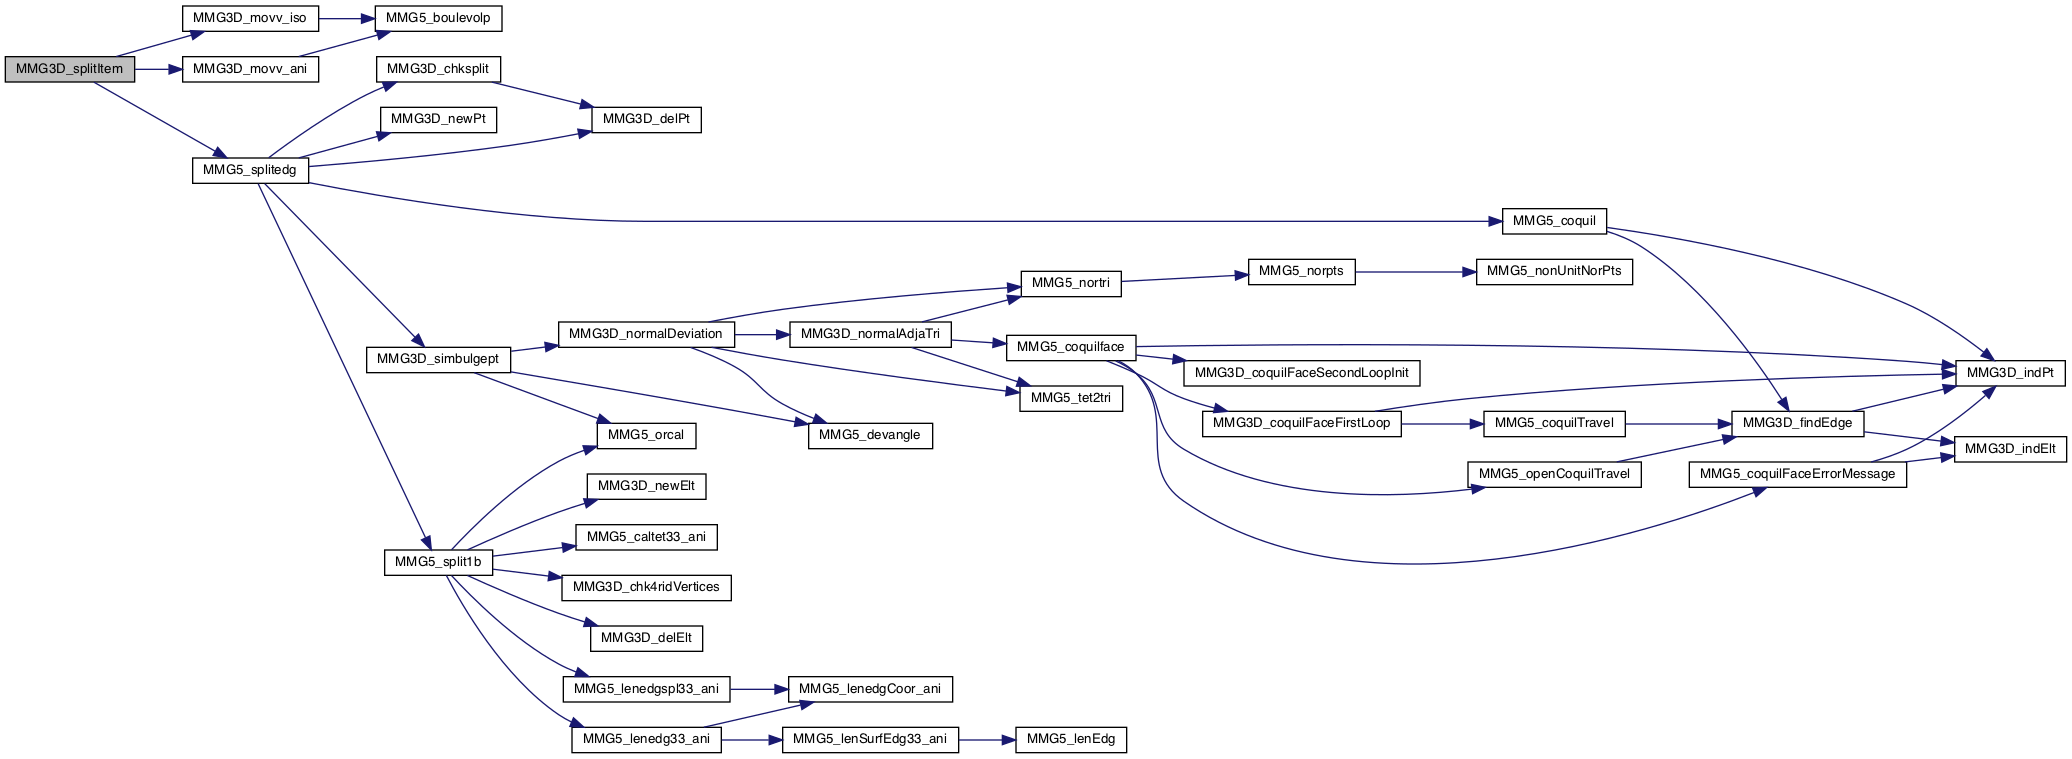 MMG3D_movv_iso
MMG5_boulevolp
MMG3D_splitItem
MMG3D_movv_ani
MMG3D_chksplit
MMG3D_newPt
MMG3D_delPt
MMG5_splitedg
MMG5_coquil
MMG5_nortri
MMG5_norpts
MMG5_nonUnitNorPts
MMG3D_normalDeviation
MMG3D_normalAdjaTri
MMG5_coquilface
MMG3D_simbulgept
MMG3D_coquilFaceSecondLoopInit
MMG3D_indPt
MMG5_tet2tri
MMG3D_coquilFaceFirstLoop
MMG5_coquilTravel
MMG3D_findEdge
MMG5_orcal
MMG5_devangle
MMG3D_indElt
MMG5_openCoquilTravel
MMG5_coquilFaceErrorMessage
MMG3D_newElt
MMG5_caltet33_ani
MMG5_split1b
MMG3D_chk4ridVertices
MMG3D_delElt
MMG5_lenedgspl33_ani
MMG5_lenedgCoor_ani
MMG5_lenedg33_ani
MMG5_lenSurfEdg33_ani
MMG5_lenEdg